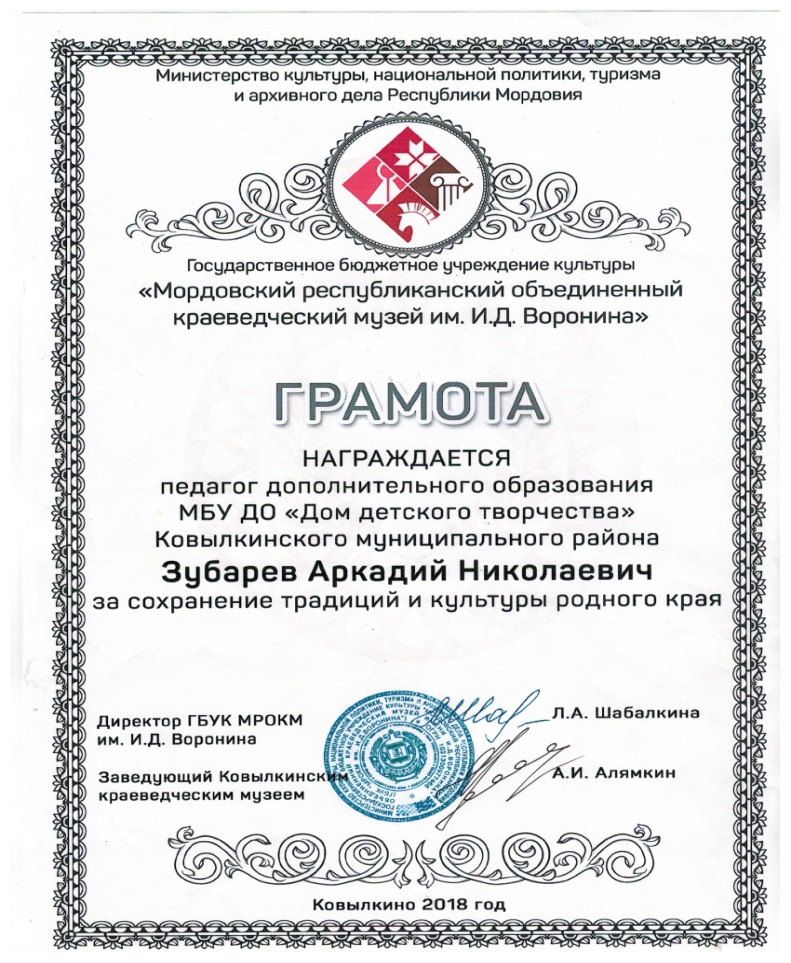 Министерство культуры, национальной политики, туризма
и архивного дела Республики Мордовия
Государственное бюджетное учреждение культуры
«Мордовский республиканский объединенный
краеведческий музей им. И.Д. Воронина»
ГРАМОТА
НАГРАЖДАЕТСЯ
педагог дополнительного образования
МБУ ДО «Дом детского творчества»
Ковылкинского муниципального района
Зубарев Аркадий Николаевич
за сохранение традиций и культуры родного края
Директор ГБУК МРОКМ
им. И.Д. Воронина
Л.А. Шабалкина
Заведующий Ковылкинским
краеведческим музеем
А.И. Алямкин
Ковылкино 2018 год